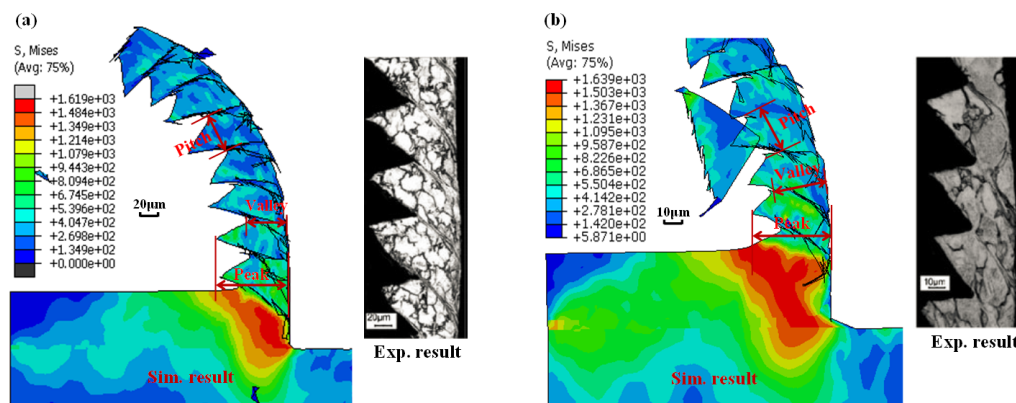 (a)
S, Mises
(Avg: 75%)
+1.619e+03
+1.484e+03
+1.349e+03
+1.214e+03
+1.079e+03
+9.443e+02
+8.094e+02
+6.745e+02
+5.396e+02
+4.047e+02
+2.698e+02
+1.349e+02
+0.000e+00
20μm
Pitch
Valley
Peak
Sim. result
20μm
Exp. result
(b)
S, Mises
(Avg: 75%)
+1.639e+03
+1.503e+03
+1.367e+03
+1.231e+03
+1.095e+03
+9.587e+02
+8.226e+02
+6.865e+02
+5.504e+02
+4.142e+02
+2.781e+02
+1.420e+02
+5.871e+00
10μm
Pitch
Valley
Peak
Sim. result
10μm
Exp. result